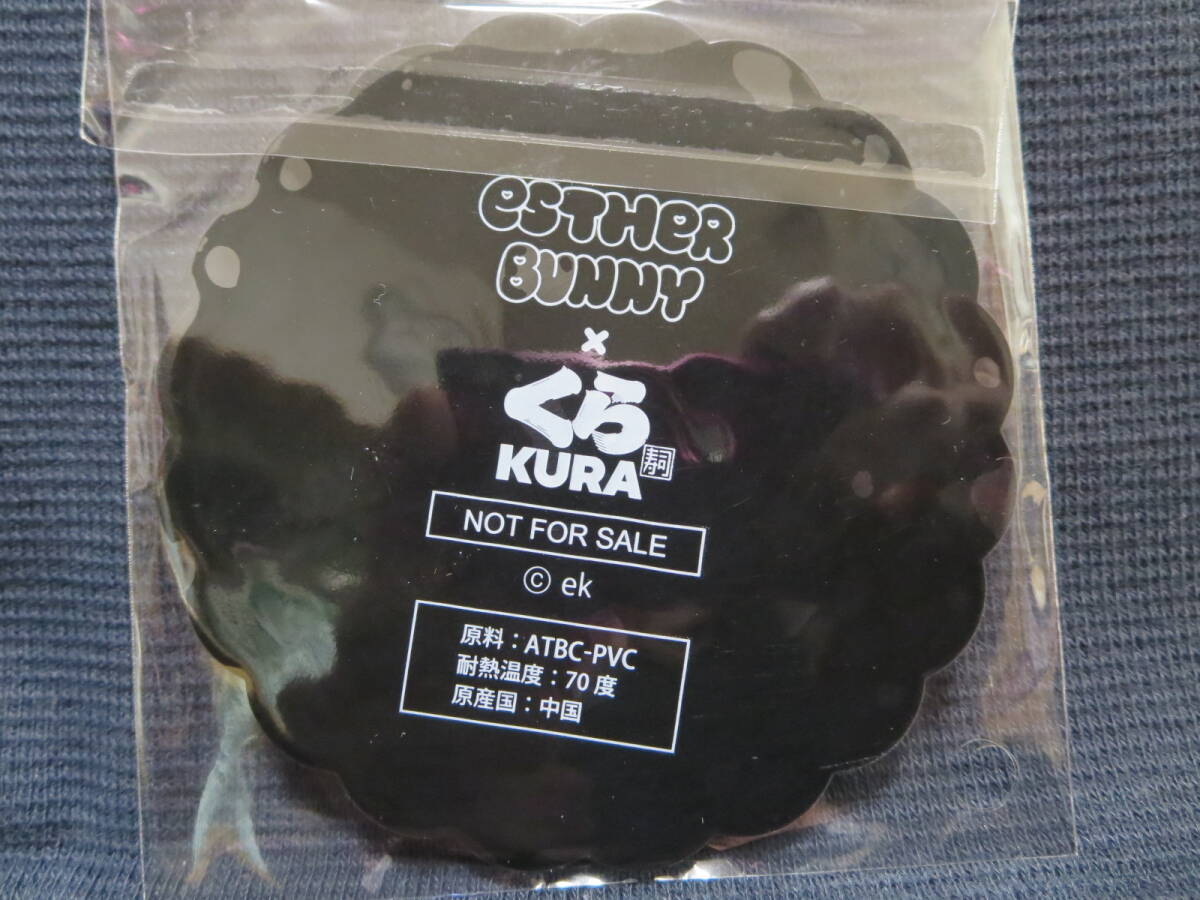 ESTHER
BUNNY
×
くら
KURA 寿司
NOT FOR SALE
© ek
原料：ATBC-PVC
耐熱温度：70度
原産国：中国